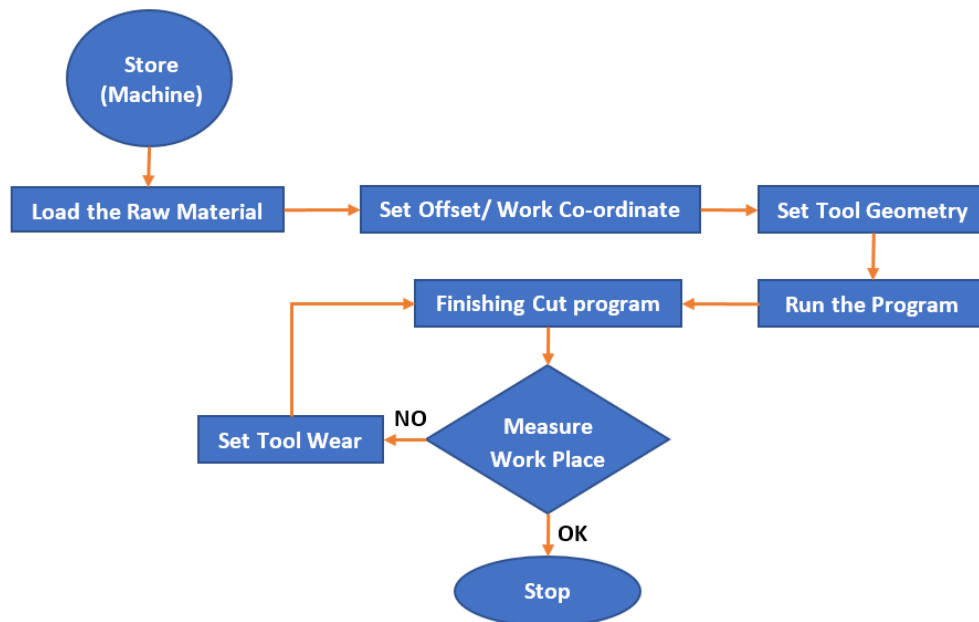 Store
(Machine)
Load the Raw Material
Set Offset/ Work Co-ordinate
Set Tool Geometry
Finishing Cut program
Run the Program
NO
Set Tool Wear
Measure
Work Place
OK
Stop